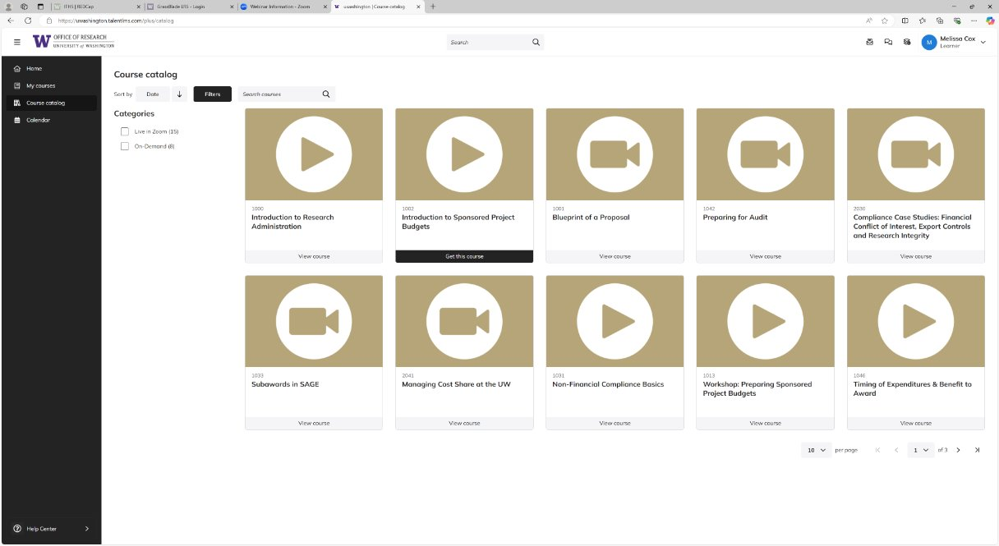 ITHS | REDCap
GrassBlade LRS - Login
Webinar Information - Zoom
uwashington | Course catalog
https://uwashington.talentlms.com/plus/catalog
W OFFICE OF RESEARCH
UNIVERSITY of WASHINGTON
Search
M
Melissa Cox
Learner
Home
My courses
Course catalog
Calendar
Help Center
Course catalog
Sort by
Date
Filters
Search courses
Categories
Live in Zoom (15)
On-Demand (8)
1000
Introduction to Research
Administration
View course
1002
Introduction to Sponsored Project
Budgets
Get this course
1001
Blueprint of a Proposal
View course
1042
Preparing for Audit
View course
2030
Compliance Case Studies: Financial
Conflict of Interest, Export Controls
and Research Integrity
View course
1033
Subawards in SAGE
View course
2041
Managing Cost Share at the UW
View course
1031
Non-Financial Compliance Basics
View course
1013
Workshop: Preparing Sponsored
Project Budgets
View course
1046
Timing of Expenditures & Benefit to
Award
View course
10 per page
1 of 3